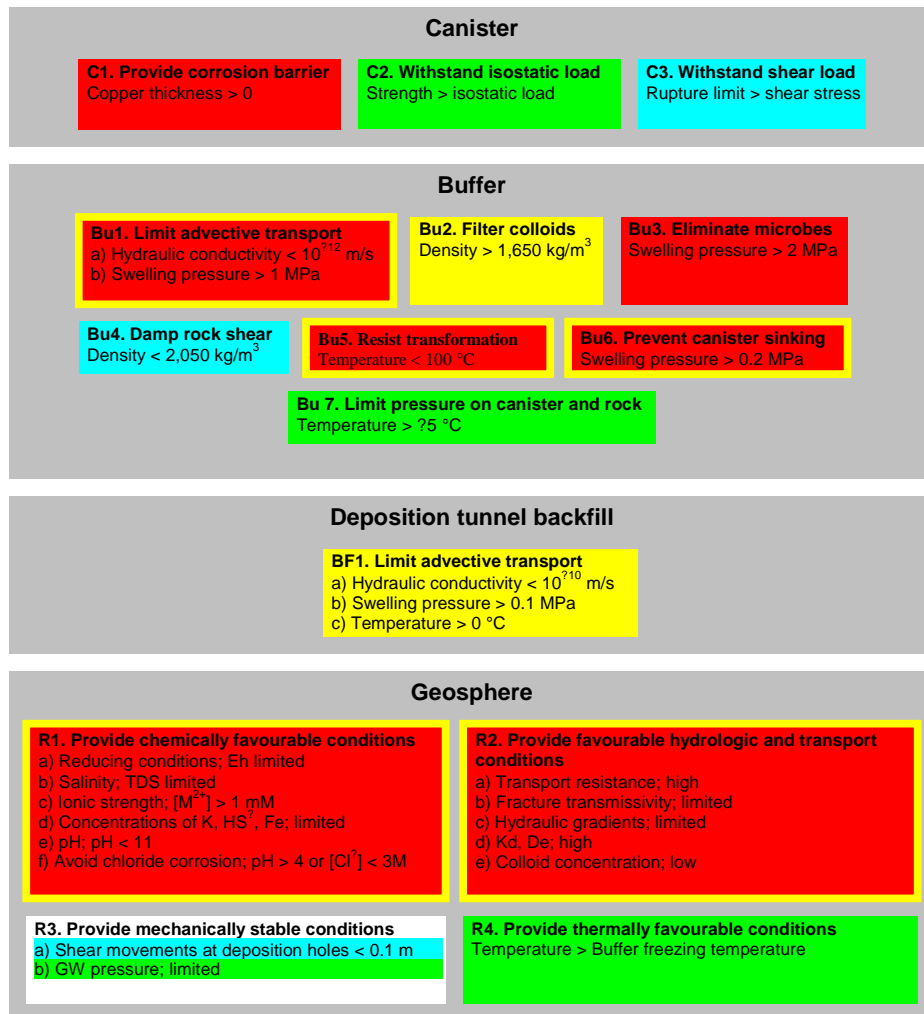 Canister
C1. Provide corrosion barrier
Copper thickness > 0
C2. Withstand isostatic load
Strength > isostatic load
C3. Withstand shear load
Rupture limit > shear stress
Buffer
Bu1. Limit advective transport
a) Hydraulic conductivity < 10?12 m/s
b) Swelling pressure > 1 MPa
Bu2. Filter colloids
Density > 1,650 kg/m3
Bu3. Eliminate microbes
Swelling pressure > 2 MPa
Bu4. Damp rock shear
Density < 2,050 kg/m3
Bu5. Resist transformation
Temperature < 100 °C
Bu6. Prevent canister sinking
Swelling pressure > 0.2 MPa
Bu 7. Limit pressure on canister and rock
Temperature > ?5 °C
Deposition tunnel backfill
BF1. Limit advective transport
a) Hydraulic conductivity < 10?10 m/s
b) Swelling pressure > 0.1 MPa
c) Temperature > 0 °C
Geosphere
R1. Provide chemically favourable conditions
a) Reducing conditions; Eh limited
b) Salinity; TDS limited
c) Ionic strength; [M2+] > 1 mM
d) Concentrations of K, HS?, Fe; limited
e) pH; pH < 11
f) Avoid chloride corrosion; pH > 4 or [Cl?] < 3M
R2. Provide favourable hydrologic and transport
conditions
a) Transport resistance; high
b) Fracture transmissivity; limited
c) Hydraulic gradients; limited
d) Kd, De; high
e) Colloid concentration; low
R3. Provide mechanically stable conditions
a) Shear movements at deposition holes < 0.1 m
b) GW pressure; limited
R4. Provide thermally favourable conditions
Temperature > Buffer freezing temperature